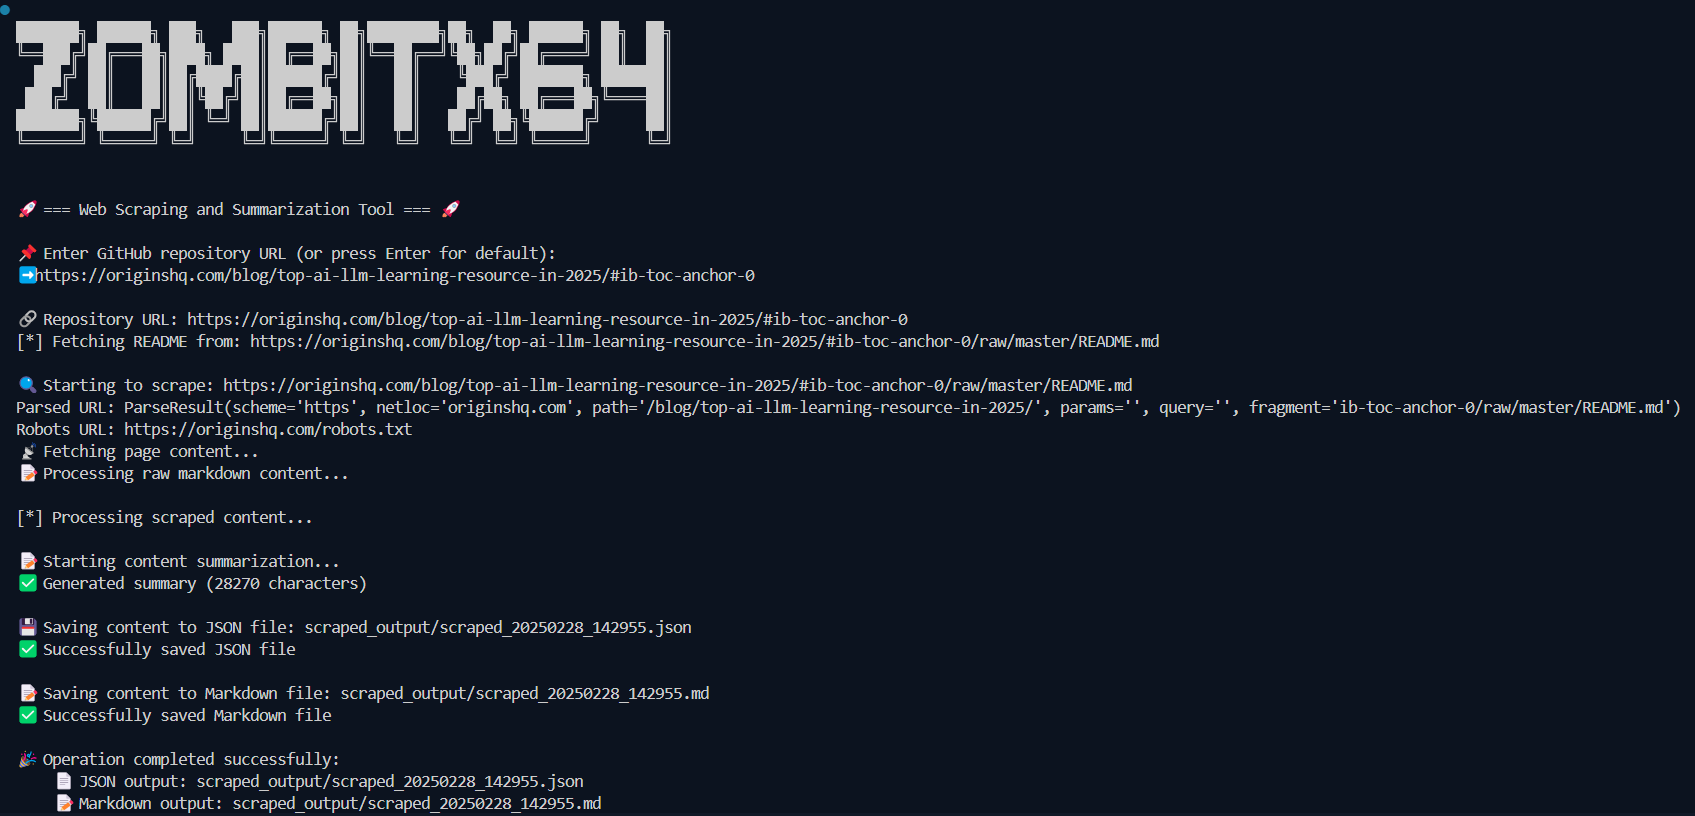 ZOMBITX64
🚀 === Web Scraping and Summarization Tool === 🚀
📌 Enter GitHub repository URL (or press Enter for default):
➡️https://originshq.com/blog/top-ai-llm-learning-resource-in-2025/#ib-toc-anchor-0
🔗 Repository URL: https://originshq.com/blog/top-ai-llm-learning-resource-in-2025/#ib-toc-anchor-0
[*] Fetching README from: https://originshq.com/blog/top-ai-llm-learning-resource-in-2025/#ib-toc-anchor-0/raw/master/README.md
🔍 Starting to scrape: https://originshq.com/blog/top-ai-llm-learning-resource-in-2025/#ib-toc-anchor-0/raw/master/README.md
Parsed URL: ParseResult(scheme='https', netloc='originshq.com', path='/blog/top-ai-llm-learning-resource-in-2025/', params='', query='', fragment='ib-toc-anchor-0/raw/master/README.md')
Robots URL: https://originshq.com/robots.txt
📡 Fetching page content...
📝 Processing raw markdown content...
[*] Processing scraped content...
📝 Starting content summarization...
✅ Generated summary (28270 characters)
💾 Saving content to JSON file: scraped_output/scraped_20250228_142955.json
✅ Successfully saved JSON file
📝 Saving content to Markdown file: scraped_output/scraped_20250228_142955.md
✅ Successfully saved Markdown file
🎉 Operation completed successfully:
📄 JSON output: scraped_output/scraped_20250228_142955.json
📝 Markdown output: scraped_output/scraped_20250228_142955.md